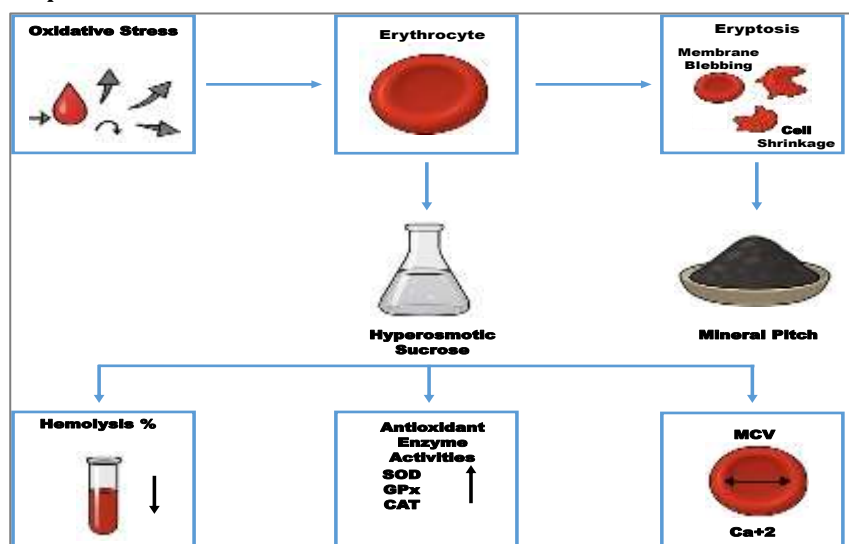 Oxidative Stress
Erythrocyte
Eryptosis
Membrane
Blebbing
Cell
Shrinkage
Hyperosmotic
Sucrose
Mineral Pitch
Hemolysis %
Antioxidant
Enzyme
Activities
SOD
GPx
CAT
MCV
Ca+2